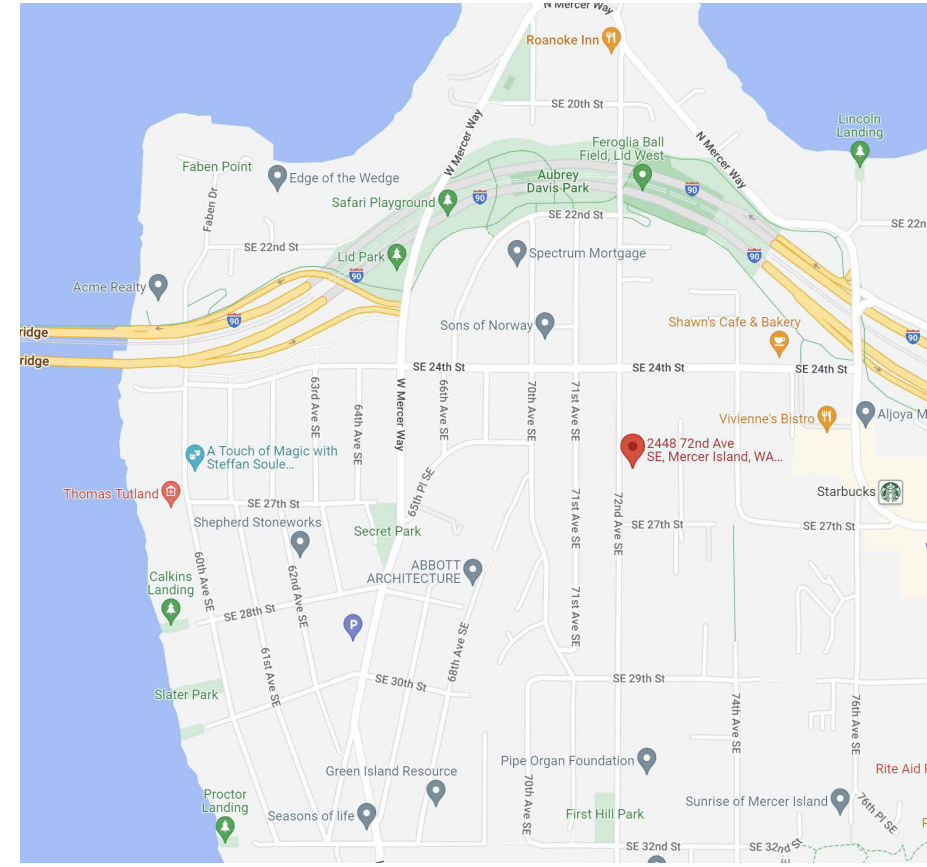 N Mercer Way
Roanoke Inn
SE 20th St
W Mercer Way
N Mercer Way
Lincoln
Landing
Feroglia Ball
Field, Lid West
Faben Point
Edge of the Wedge
Aubrey
Davis Park
90
90
Safari Playground
Faben Dr
SE 22nd St
SE 22n
SE 22nd St
Lid Park
Spectrum Mortgage
90
90
Acme Realty
90
Sons of Norway
Shawn's Cafe & Bakery
ridge
90
ridge
SE 24th St
SE 24th St
SE 24th St
63rd Ave SE
64th Ave SE
W Mercer Way
66th Ave SE
70th Ave SE
71st Ave SE
Vivienne's Bistro
Aljoya M
A Touch of Magic with
Steffan Soule...
2448 72nd Ave
SE, Mercer Island, WA...
Thomas Tutland
65th Pl SE
Starbucks
SE 27th St
71st Ave SE
72nd Ave SE
SE 27th St
SE 27th St
Shepherd Stoneworks
Secret Park
ABBOTT
ARCHITECTURE
Calkins
Landing
60th Ave SE
62nd Ave SE
SE 28th St
71st Ave SE
P
61st Ave SE
68th Ave SE
SE 30th St
SE 29th St
Slater Park
74th Ave SE
76th Ave SE
Pipe Organ Foundation
Green Island Resource
Rite Aid
Proctor
Landing
Seasons of life
70th Ave SE
First Hill Park
Sunrise of Mercer Island
76th Pl SE
SE 32nd St
SE 32nd St